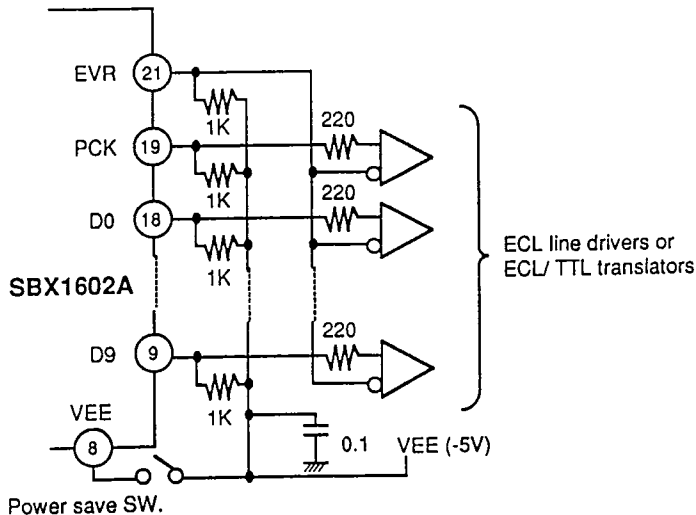 EVR 21
1K
220
PCK 19
1K
220
D0 18
1K
ECL line drivers or
ECL/ TTL translators
SBX1602A
220
D9 9
1K
VEE
8
0.1
VEE (-5V)
Power save SW.